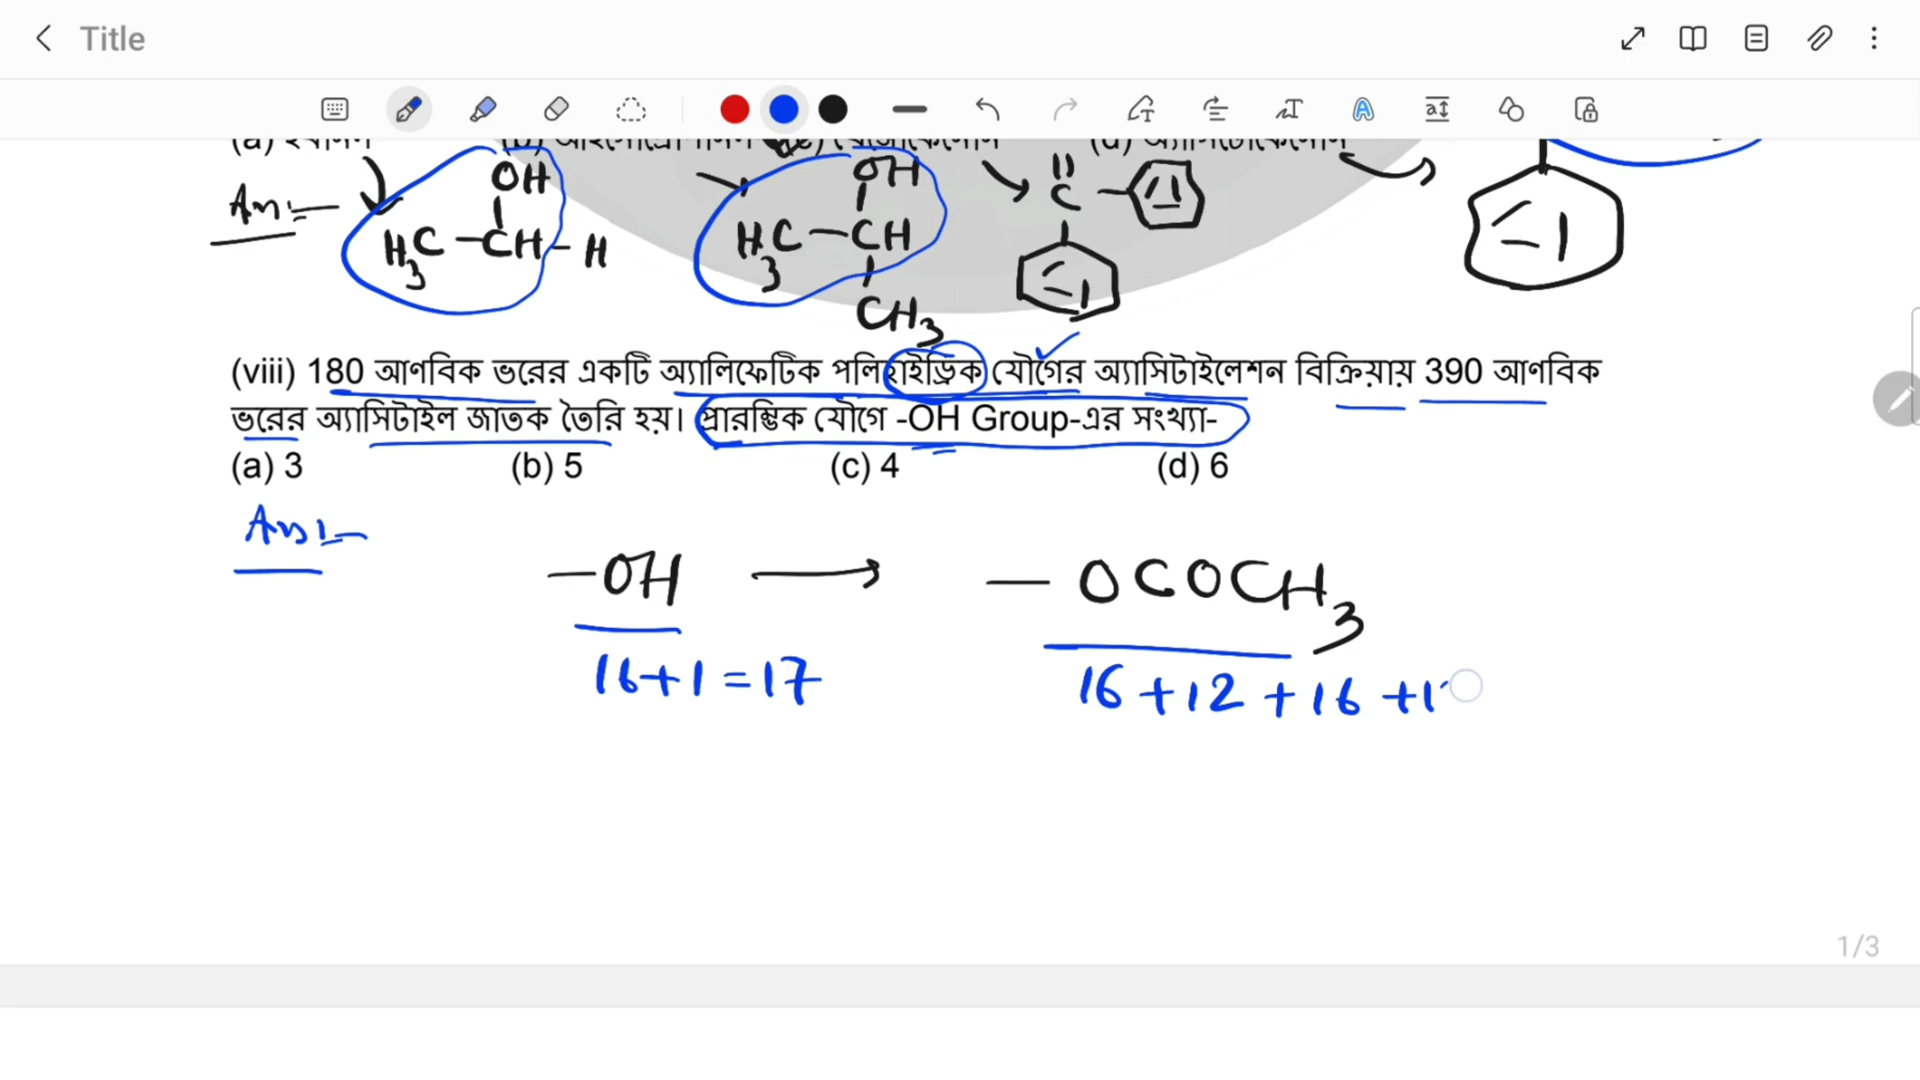 Title
OH OH
Ans:- H3C-CH-H H3C-CH C
CH3
(viii) 180 আণবিক ভরের একটি অ্যালিফেটিক পলিহাইড্রিক যৌগের অ্যাসিটাইলেশন বিক্রিয়ায় 390 আণবিক
ভরের অ্যাসিটাইল জাতক তৈরি হয়। প্রারম্ভিক যৌগে -OH Group-এর সংখ্যা-
(a) 3 (b) 5 (c) 4 (d) 6
Ans:-
-OH → - OCOCH3
16+1=17 16+12+16+1
1/3